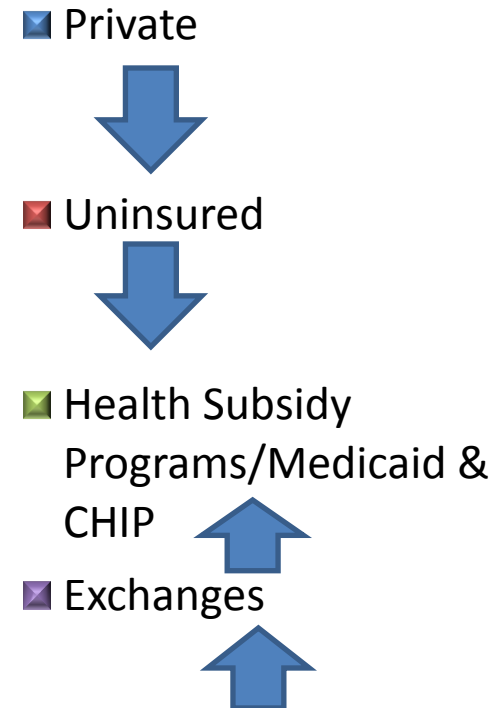 Private
Uninsured
Health Subsidy
Programs/Medicaid &
CHIP
Exchanges